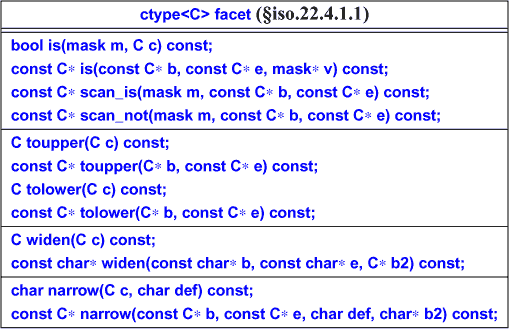 ctype<C> facet (§iso.22.4.1.1)
bool is(mask m, C c) const;
const C* is(const C* b, const C* e, mask* v) const;
const C* scan_is(mask m, const C* b, const C* e) const;
const C* scan_not(mask m, const C* b, const C* e) const;
C toupper(C c) const;
const C* toupper(C* b, const C* e) const;
C tolower(C c) const;
const C* tolower(C* b, const C* e) const;
C widen(C c) const;
const char* widen(const char* b, const char* e, C* b2) const;
char narrow(C c, char def) const;
const C* narrow(const C* b, const C* e, char def, char* b2) const;